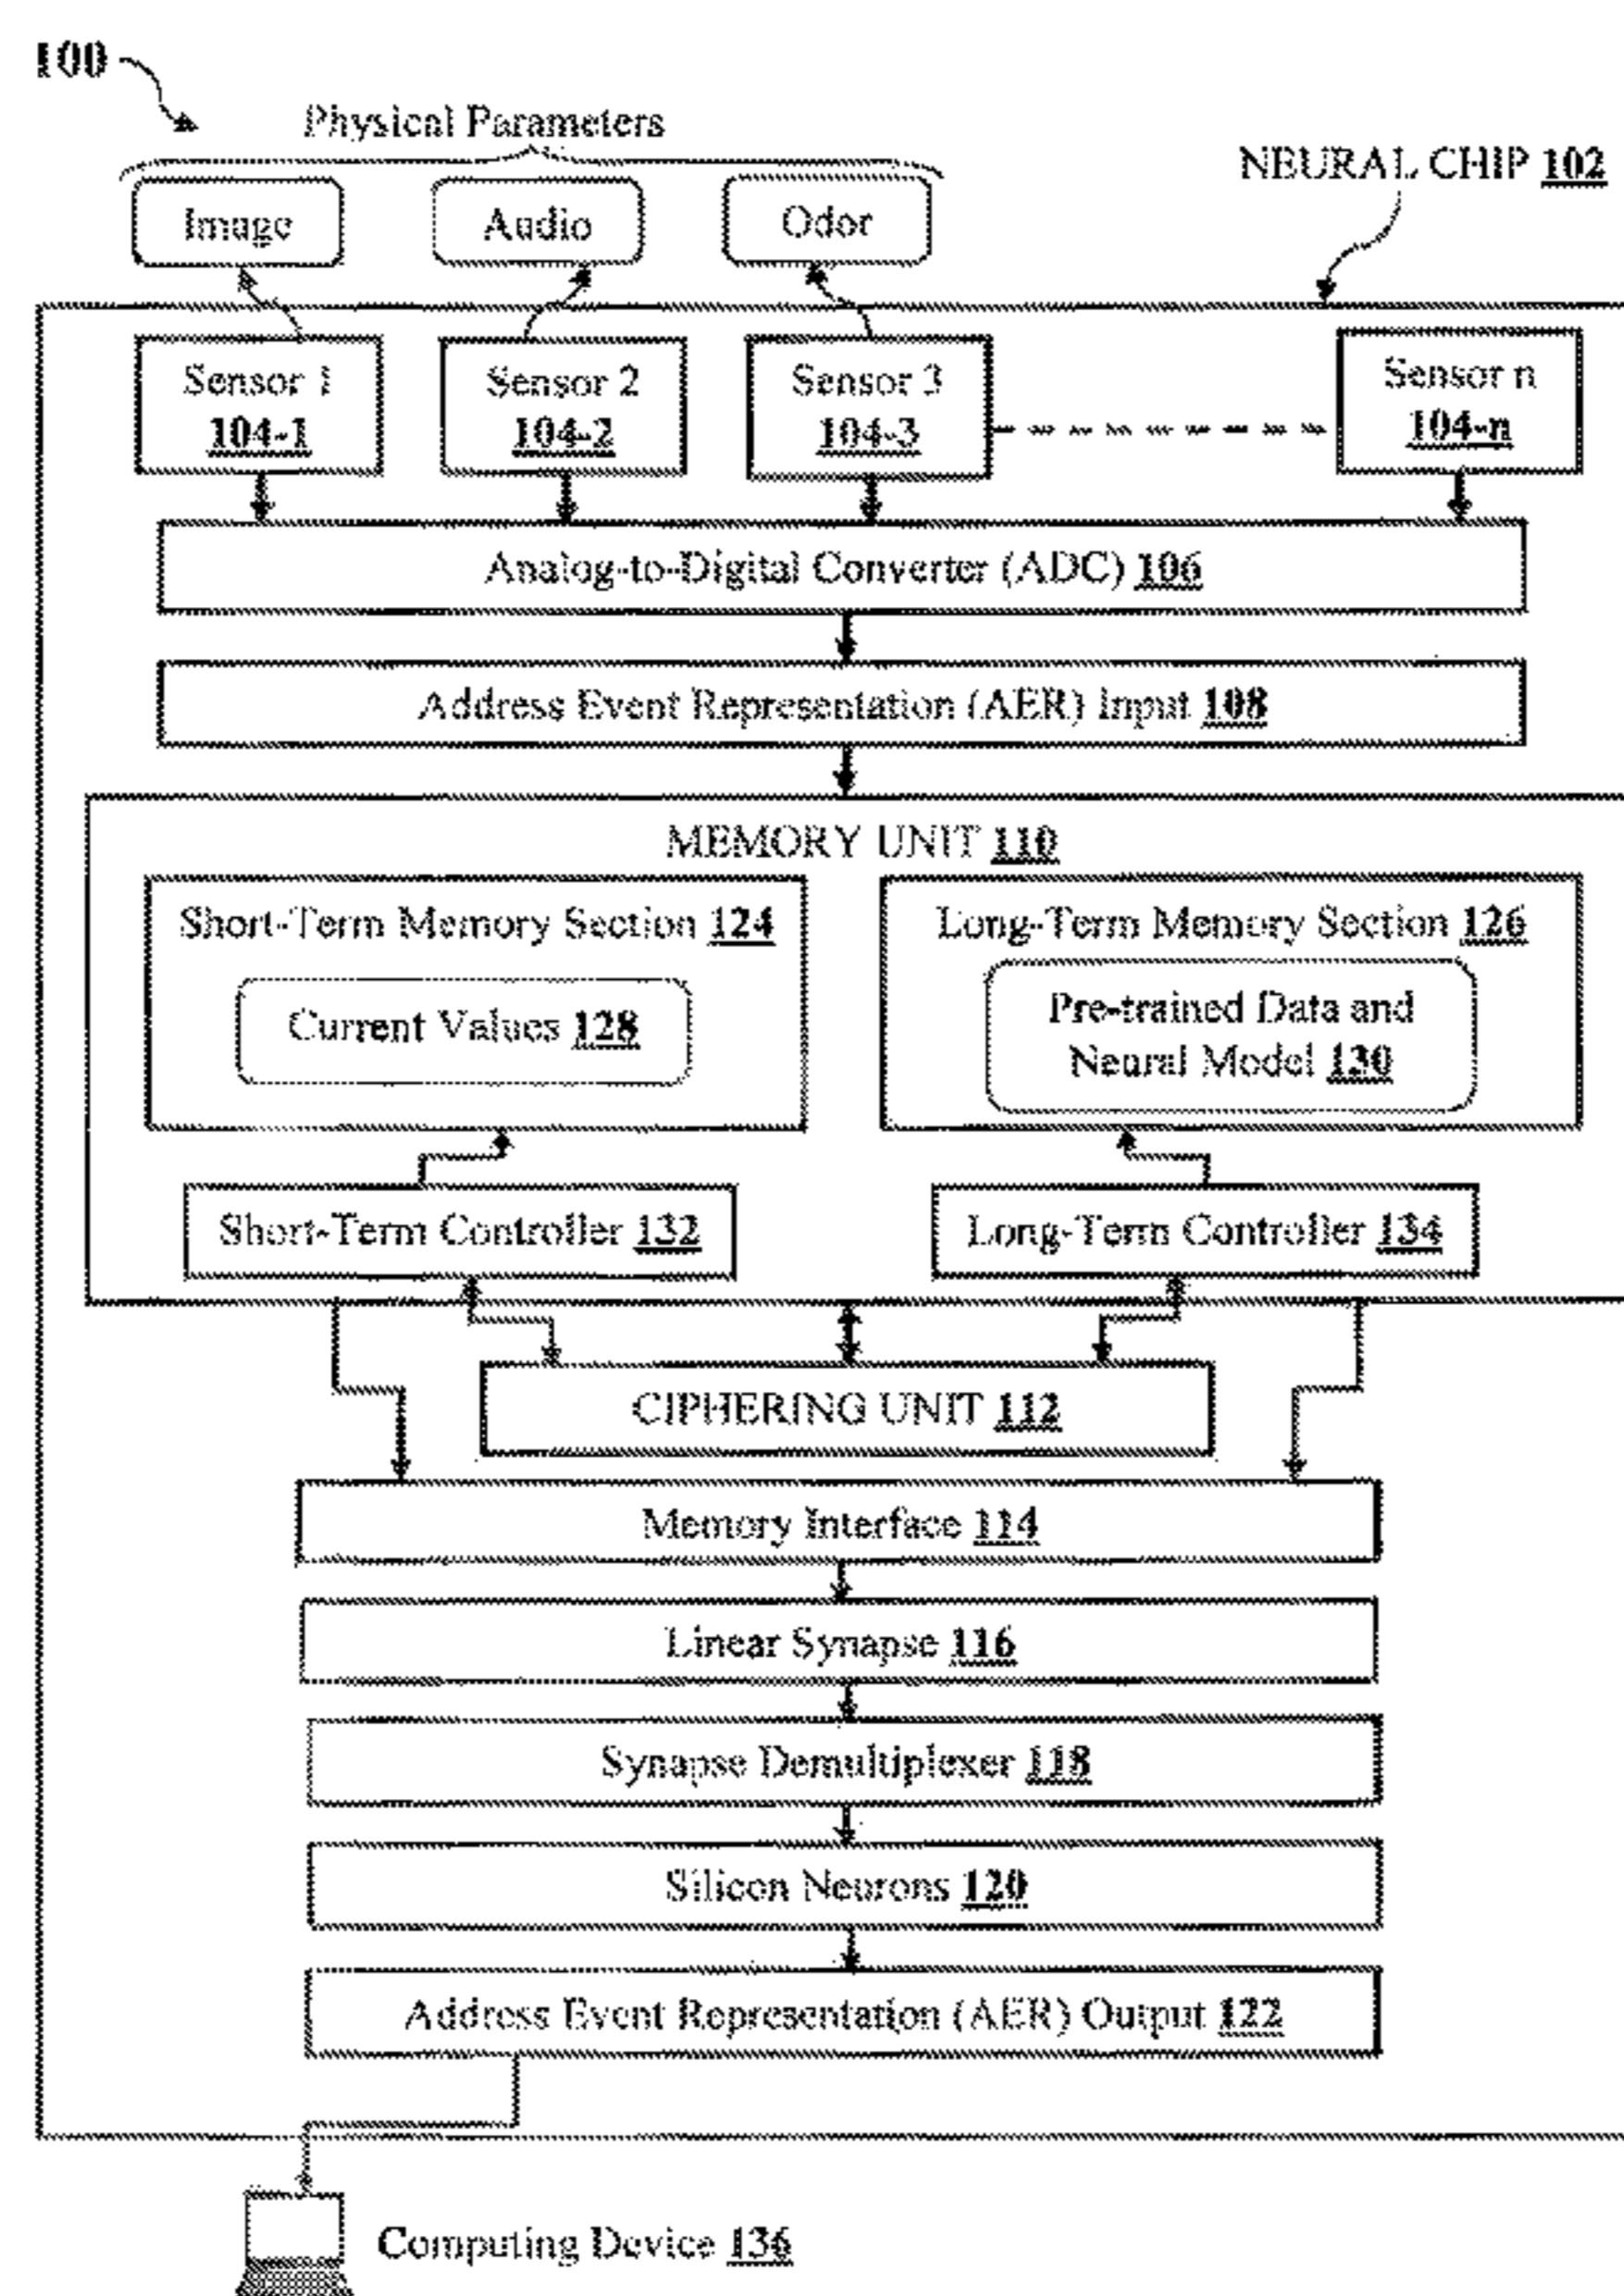 100
Physical Parameters
NEURAL CHIP 102
Image
Audio
Odor
Sensor 1
104-1
Sensor 2
104-2
Sensor 3
104-3
Sensor n
104-n
Analog-to-Digital Converter (ADC) 106
Address Event Representation (AER) Input 108
MEMORY UNIT 110
Short-Term Memory Section 124
Current Values 128
Long-Term Memory Section 126
Pre-trained Data and
Neural Model 130
Short-Term Controller 132
Long-Term Controller 134
CIPHERING UNIT 112
Memory Interface 114
Linear Synapse 116
Synapse Demultiplexer 118
Silicon Neurons 120
Address Event Representation (AER) Output 122
Computing Device 136